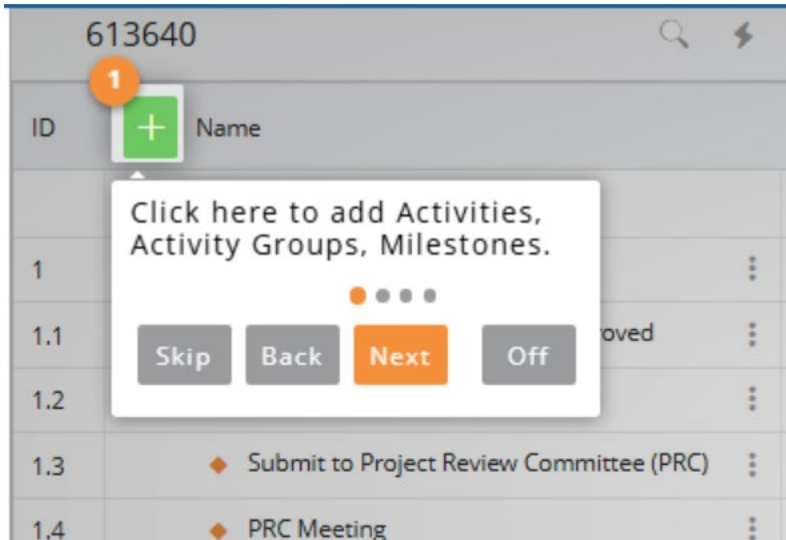 613640
1
ID
Name
Click here to add Activities,
Activity Groups, Milestones.
1
1.1
Skip
Back
Next
Off
1.2
1.3 Submit to Project Review Committee (PRC)
1.4 PRC Meeting